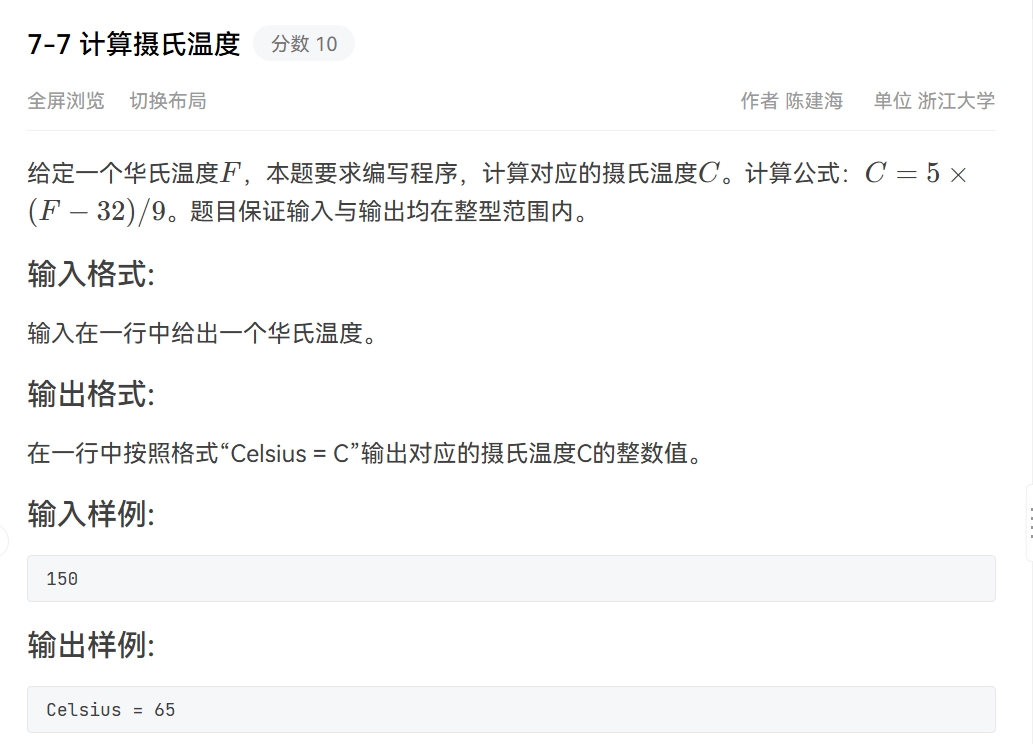 7-7 计算摄氏温度 分数 10
全屏浏览 切换布局 作者 陈建海 单位 浙江大学
给定一个华氏温度F，本题要求编写程序，计算对应的摄氏温度C。计算公式：C = 5 ×
(F − 32)/9。题目保证输入与输出均在整型范围内。
输入格式:
输入在一行中给出一个华氏温度。
输出格式:
在一行中按照格式“Celsius = C”输出对应的摄氏温度C的整数值。
输入样例:
150
输出样例:
Celsius = 65